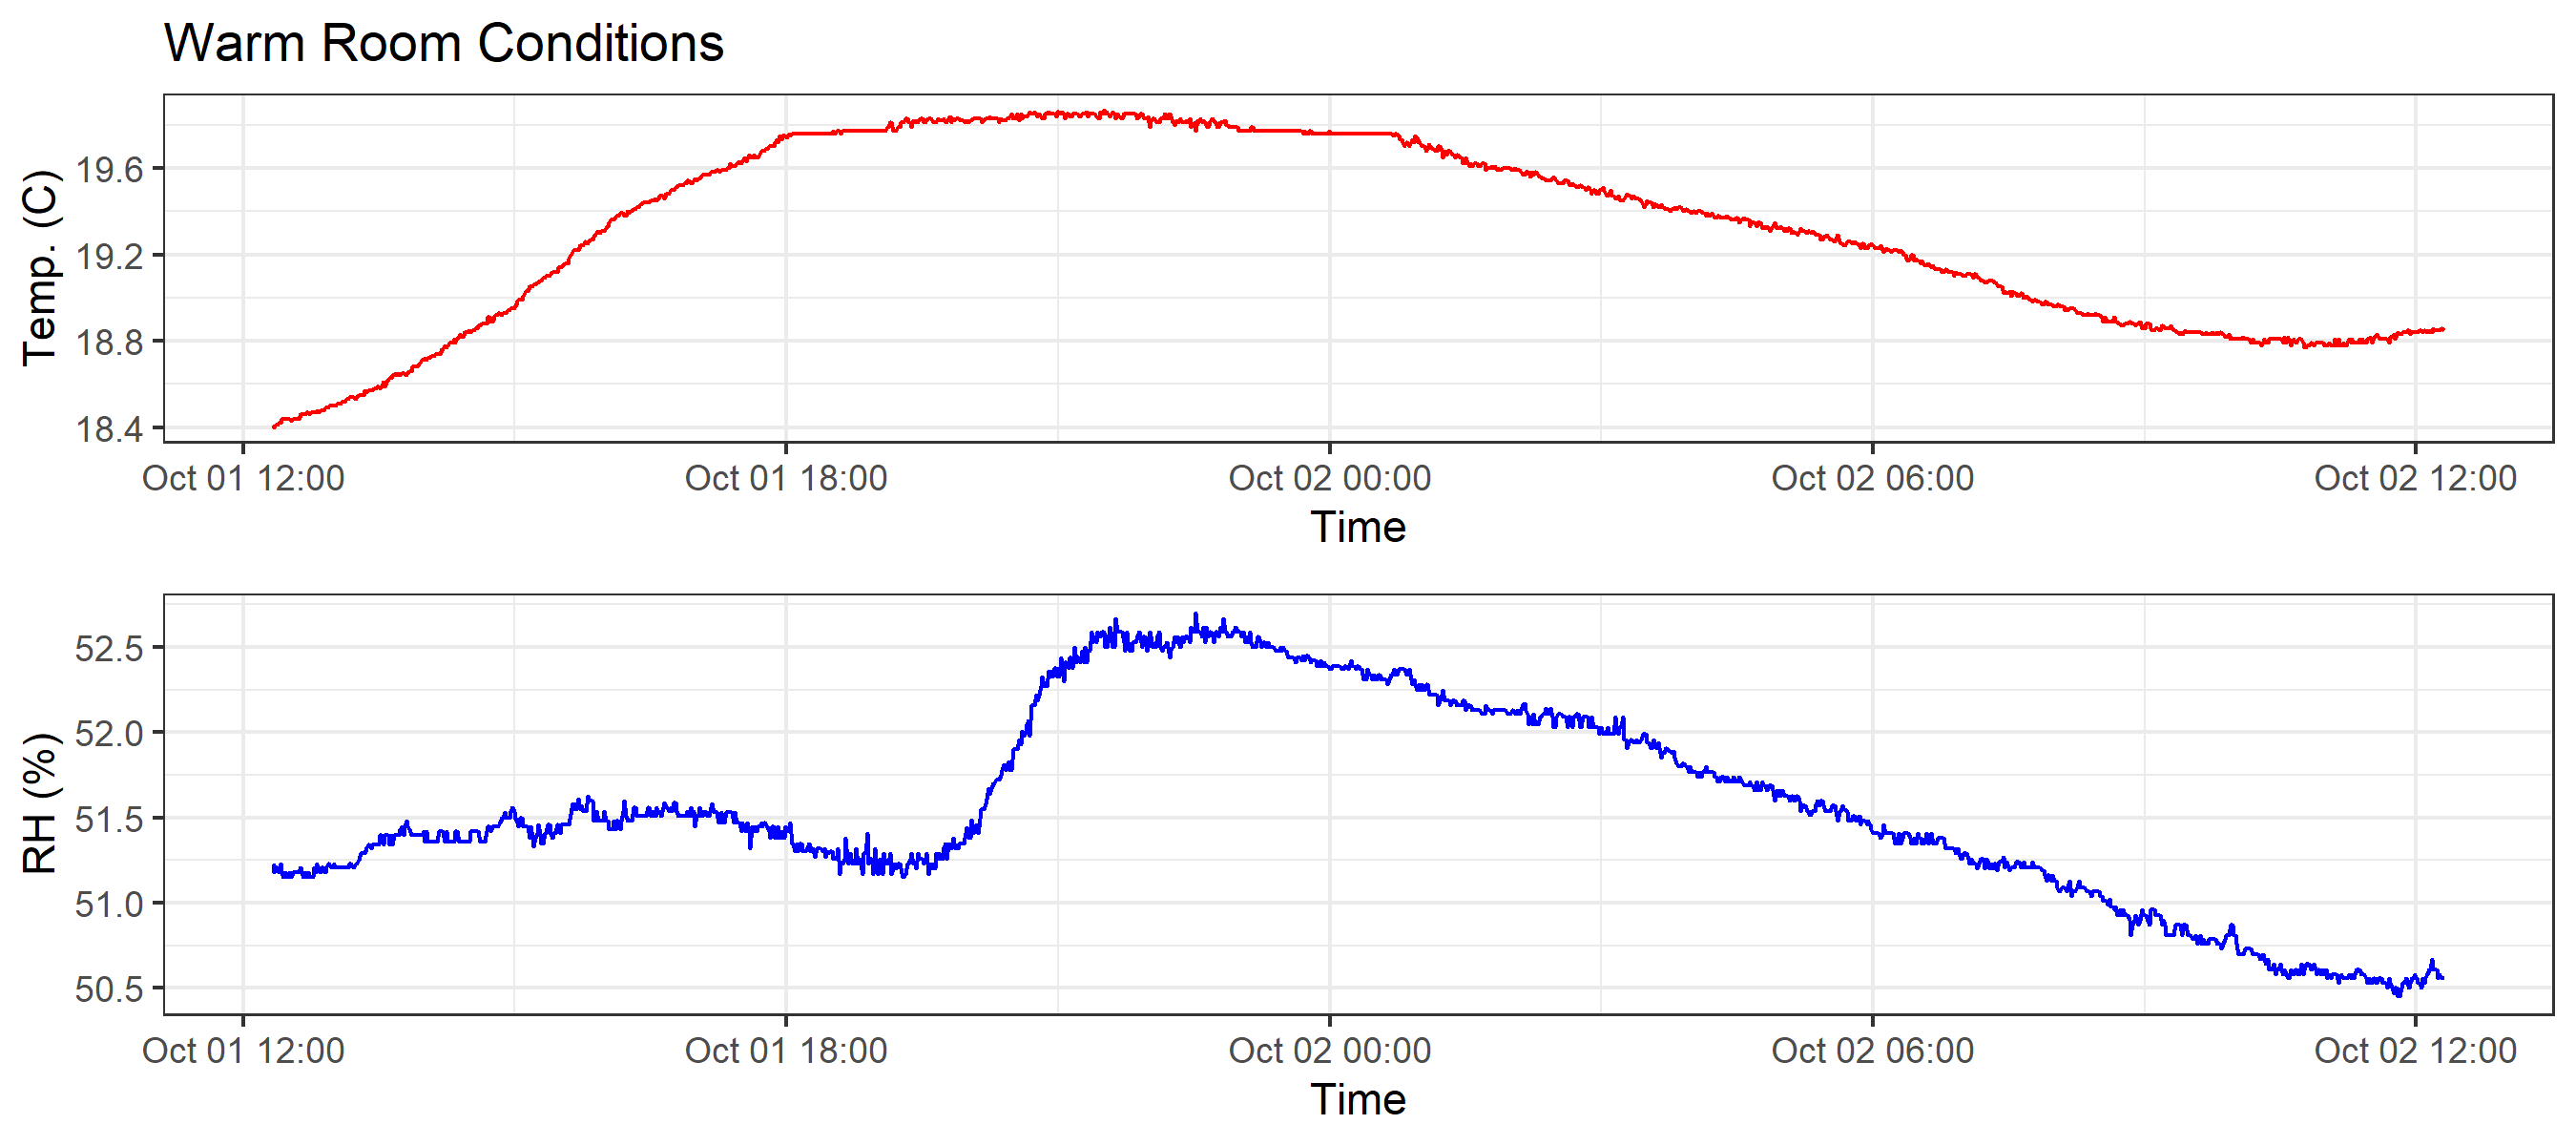 Warm Room Conditions
Temp. (C)
19.6
19.2
18.8
18.4
Oct 01 12:00 Oct 01 18:00 Oct 02 00:00 Oct 02 06:00 Oct 02 12:00
Time
RH (%)
52.5
52.0
51.5
51.0
50.5
Oct 01 12:00 Oct 01 18:00 Oct 02 00:00 Oct 02 06:00 Oct 02 12:00
Time